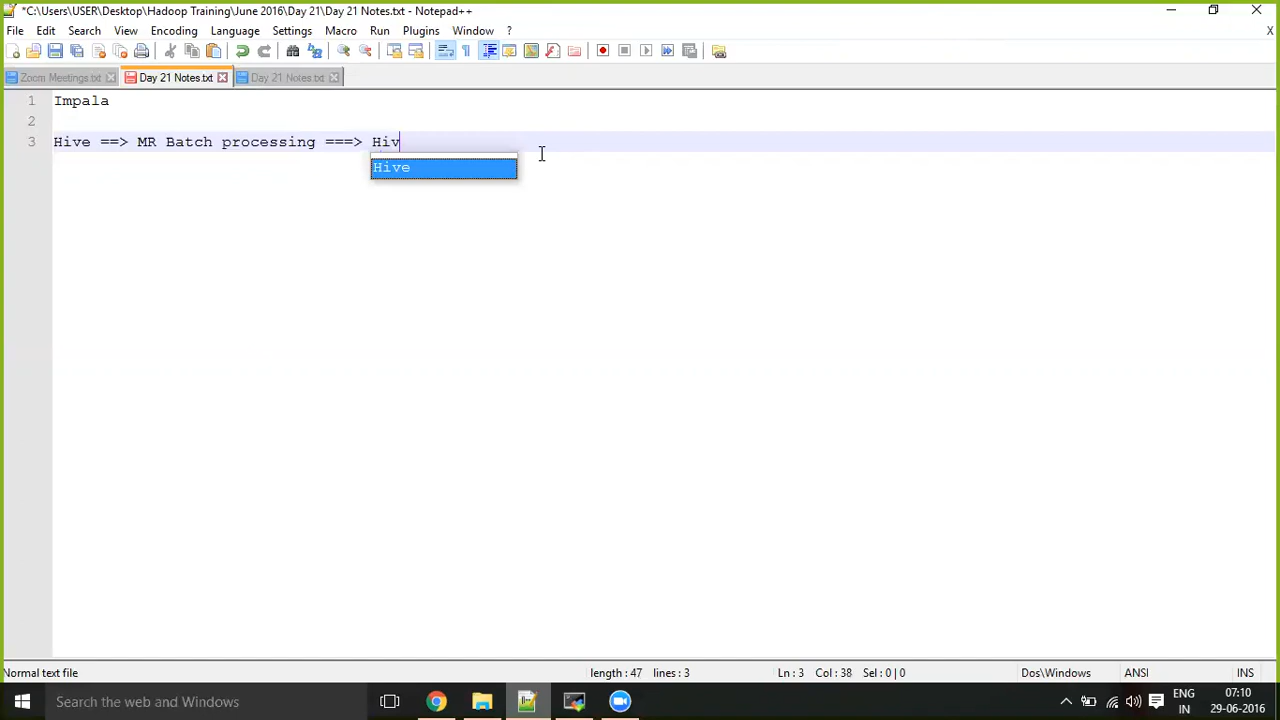 *C:\Users\USER\Desktop\Hadoop Training\June 2016\Day 21\Day 21 Notes.txt - Notepad++
File Edit Search View Encoding Language Settings Macro Run Plugins Window ? X
Zoom Meetings.txt Day 21 Notes.txt Day 21 Notes.txt
1 Impala
2
3 Hive ==> MR Batch processing ===> Hiv
Hive
Normal text file length : 47 lines : 3 Ln : 3 Col : 38 Sel : 0 | 0 Dos\Windows ANSI INS
Search the web and Windows
ENG 07:10
IN 29-06-2016